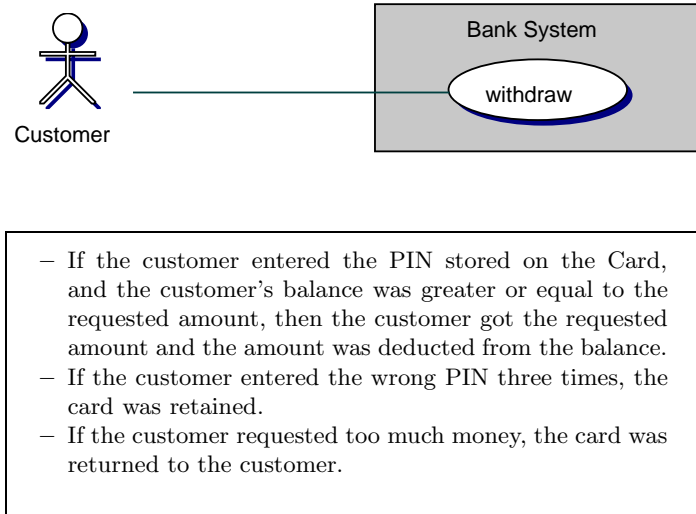 Bank System
withdraw
Customer
– If the customer entered the PIN stored on the Card,
and the customer's balance was greater or equal to the
requested amount, then the customer got the requested
amount and the amount was deducted from the balance.
– If the customer entered the wrong PIN three times, the
card was retained.
– If the customer requested too much money, the card was
returned to the customer.